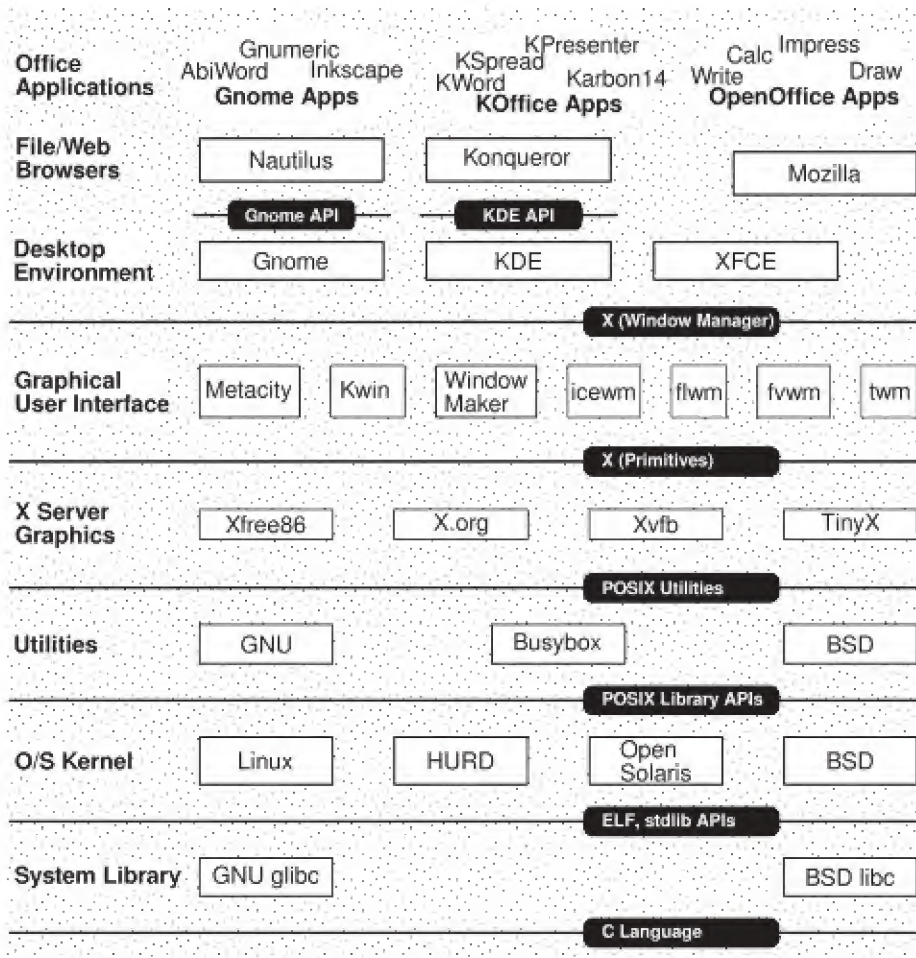 Office
Applications
Gnumeric
AbiWord Inkscape
Gnome Apps
KPresenter
KSpread
KWord Karbon14
KOffice Apps
Calc Impress
Write Draw
OpenOffice Apps
File/Web
Browsers
Nautilus Konqueror Mozilla
Gnome API KDE API
Desktop
Environment
Gnome KDE XFCE
X (Window Manager)
Graphical
User Interface
Metacity Kwin Window
Maker icewm flwm fvwm twm
X (Primitives)
X Server
Graphics
Xfree86 X.org Xvfb TinyX
POSIX Utilities
Utilities GNU Busybox BSD
POSIX Library APIs
O/S Kernel Linux HURD Open
Solaris BSD
ELF, stdlib APIs
System Library GNU glibc BSD libc
C Language